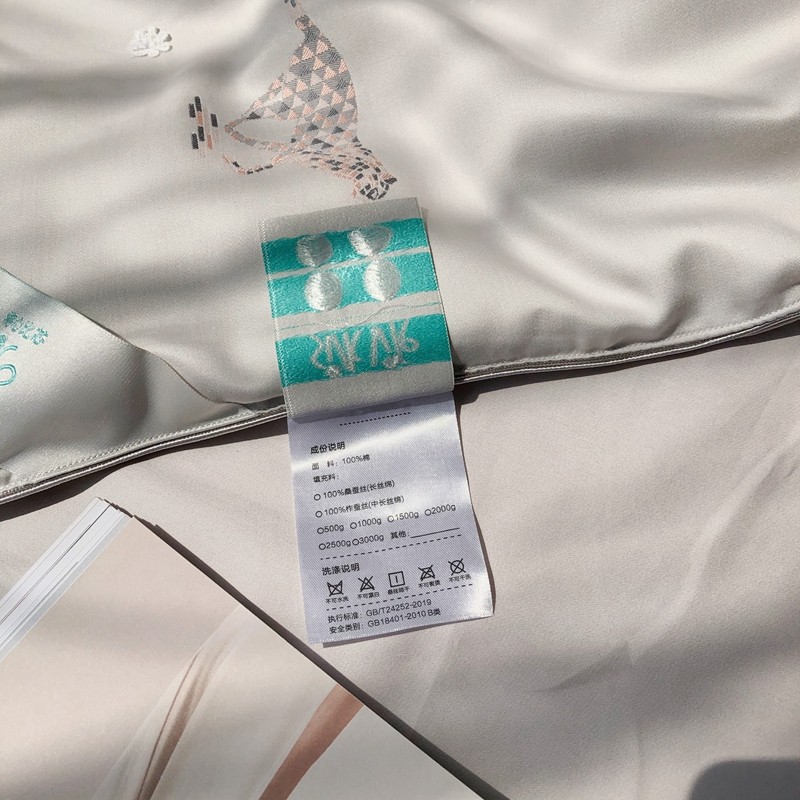 成份说明
面 料：100%棉
填充料：
○ 100%桑蚕丝(长丝绵)
○ 100%柞蚕丝(中长丝绵)
○500g ○1000g ○1500g ○2000g
○2500g ○3000g 其他:
洗涤说明
不可水洗 不可漂白 悬挂晾干 不可熨烫 不可干洗
执行标准：GB/T24252-2019
安全类别：GB18401-2010 B类